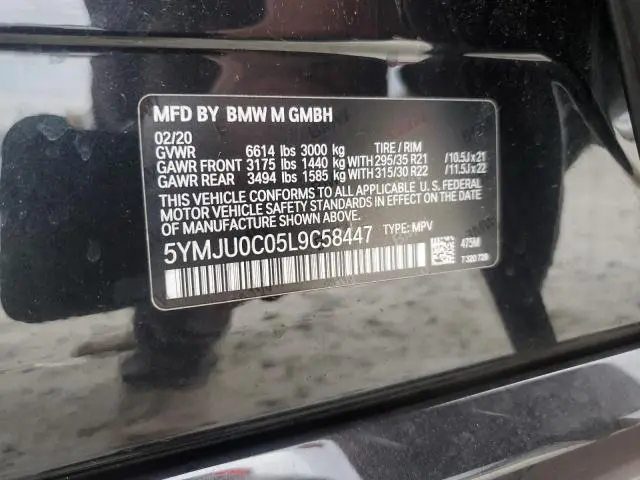 MFD BY BMW M GMBH
02/20
GVWR 6614 lbs 3000 kg TIRE / RIM
GAWR FRONT 3175 lbs 1440 kg WITH 295/35 R21 /10.5J x 21
GAWR REAR 3494 lbs 1585 kg WITH 315/30 R22 /11.5J x 22
THIS VEHICLE CONFORMS TO ALL APPLICABLE U. S. FEDERAL
MOTOR VEHICLE SAFETY STANDARDS IN EFFECT ON THE DATE
OF MANUFACTURE SHOWN ABOVE.
5YMJU0C05L9C58447 TYPE: MPV
475M
7 320 729